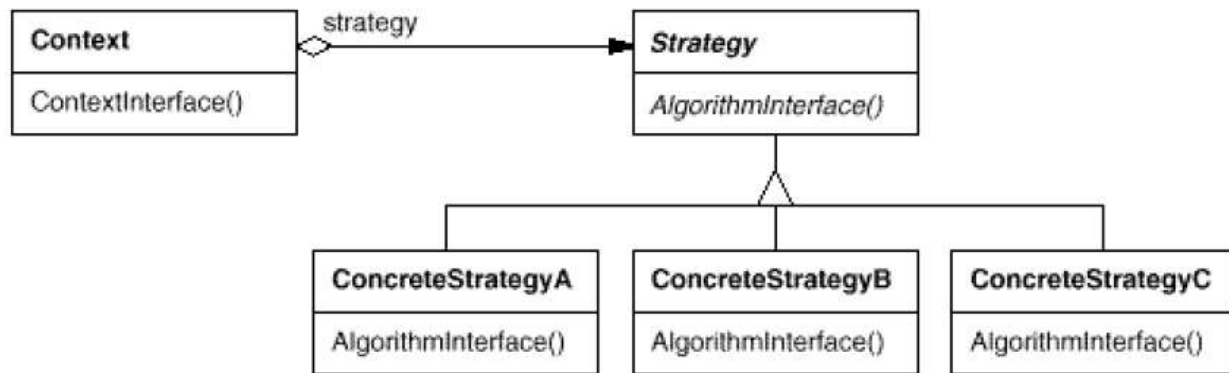 Context
ContextInterface()
strategy
Strategy
AlgorithmInterface()
ConcreteStrategyA
AlgorithmInterface()
ConcreteStrategyB
AlgorithmInterface()
ConcreteStrategyC
AlgorithmInterface()